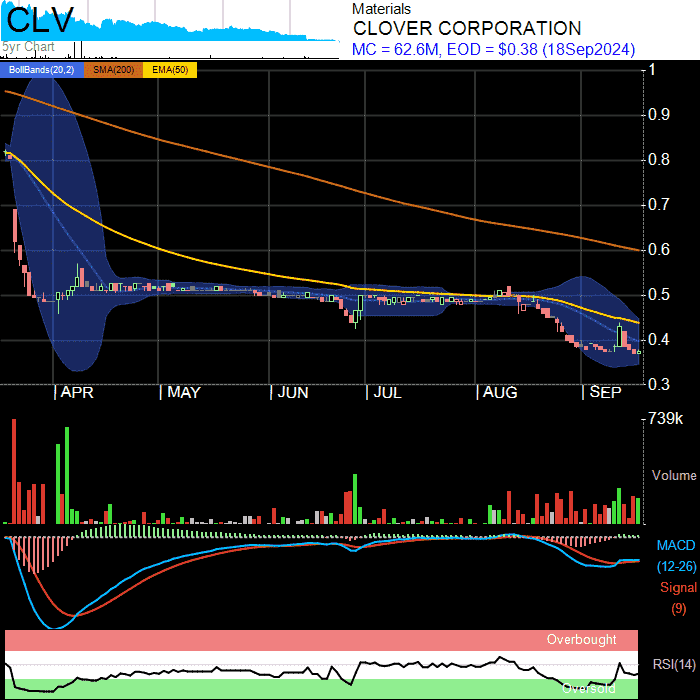 CLV
5yr Chart
Materials
CLOVER CORPORATION
MC = 62.6M, EOD = $0.38 (18Sep2024)
BollBands(20,2) SMA(200) EMA(50)
1
0.9
0.8
0.7
0.6
0.5
0.4
0.3
APR MAY JUN JUL AUG SEP
739k
Volume
MACD
(12-26)
Signal
(9)
Overbought
RSI(14)
Oversold